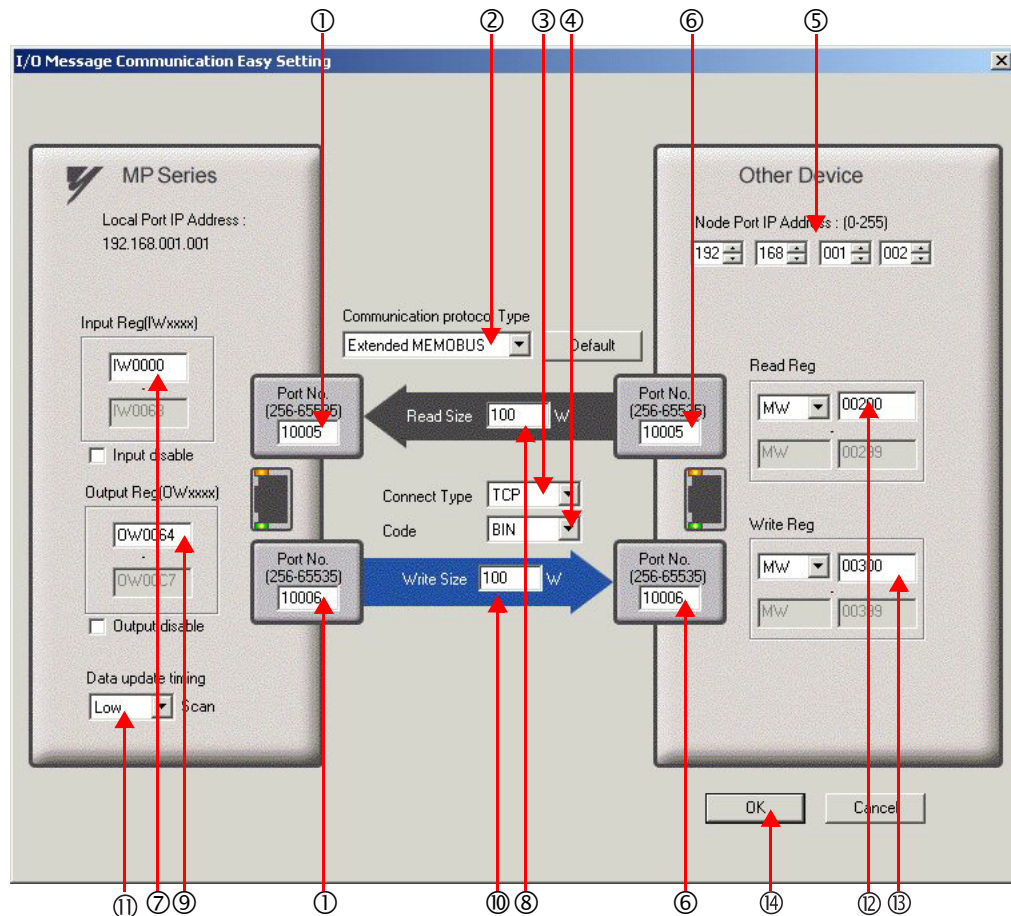 ① ② ③ ④ ⑥ ⑤
I/O Message Communication Easy Setting
MP Series
Local Port IP Address :
192.168.001.001
Input Reg(IWxxxx)
IW0000
-
IW0063
Input disable
Output Reg(OWxxxx)
OW0064
-
OW00C7
Output disable
Data update timing
Low Scan
Communication protocol Type
Extended MEMOBUS Default
Port No.
(256-65535)
10005
Read Size 100 W
Port No.
(256-65535)
10005
Connect Type TCP
Code BIN
Port No.
(256-65535)
10006
Write Size 100 W
Port No.
(256-65535)
10006
Other Device
Node Port IP Address : (0-255)
192 168 001 002
Read Reg
MW 00200
-
MW 00299
Write Reg
MW 00300
-
MW 00399
OK Cancel
⑪ ⑦ ⑨ ① ⑩ ⑧ ⑥ ⑭ ⑫ ⑬